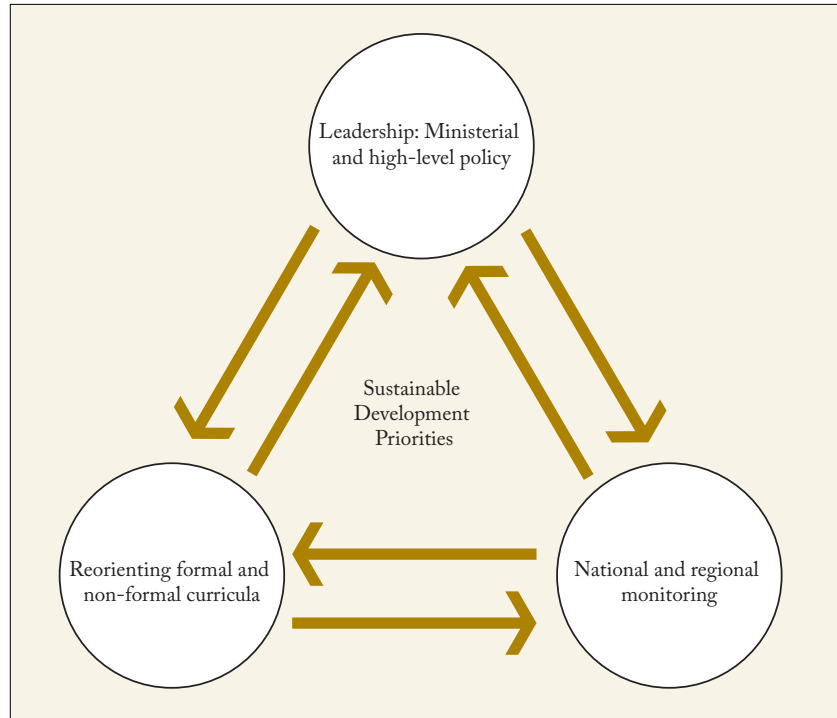 Leadership: Ministerial
and high-level policy
Sustainable
Development
Priorities
Reorienting formal and
non-formal curricula
National and regional
monitoring